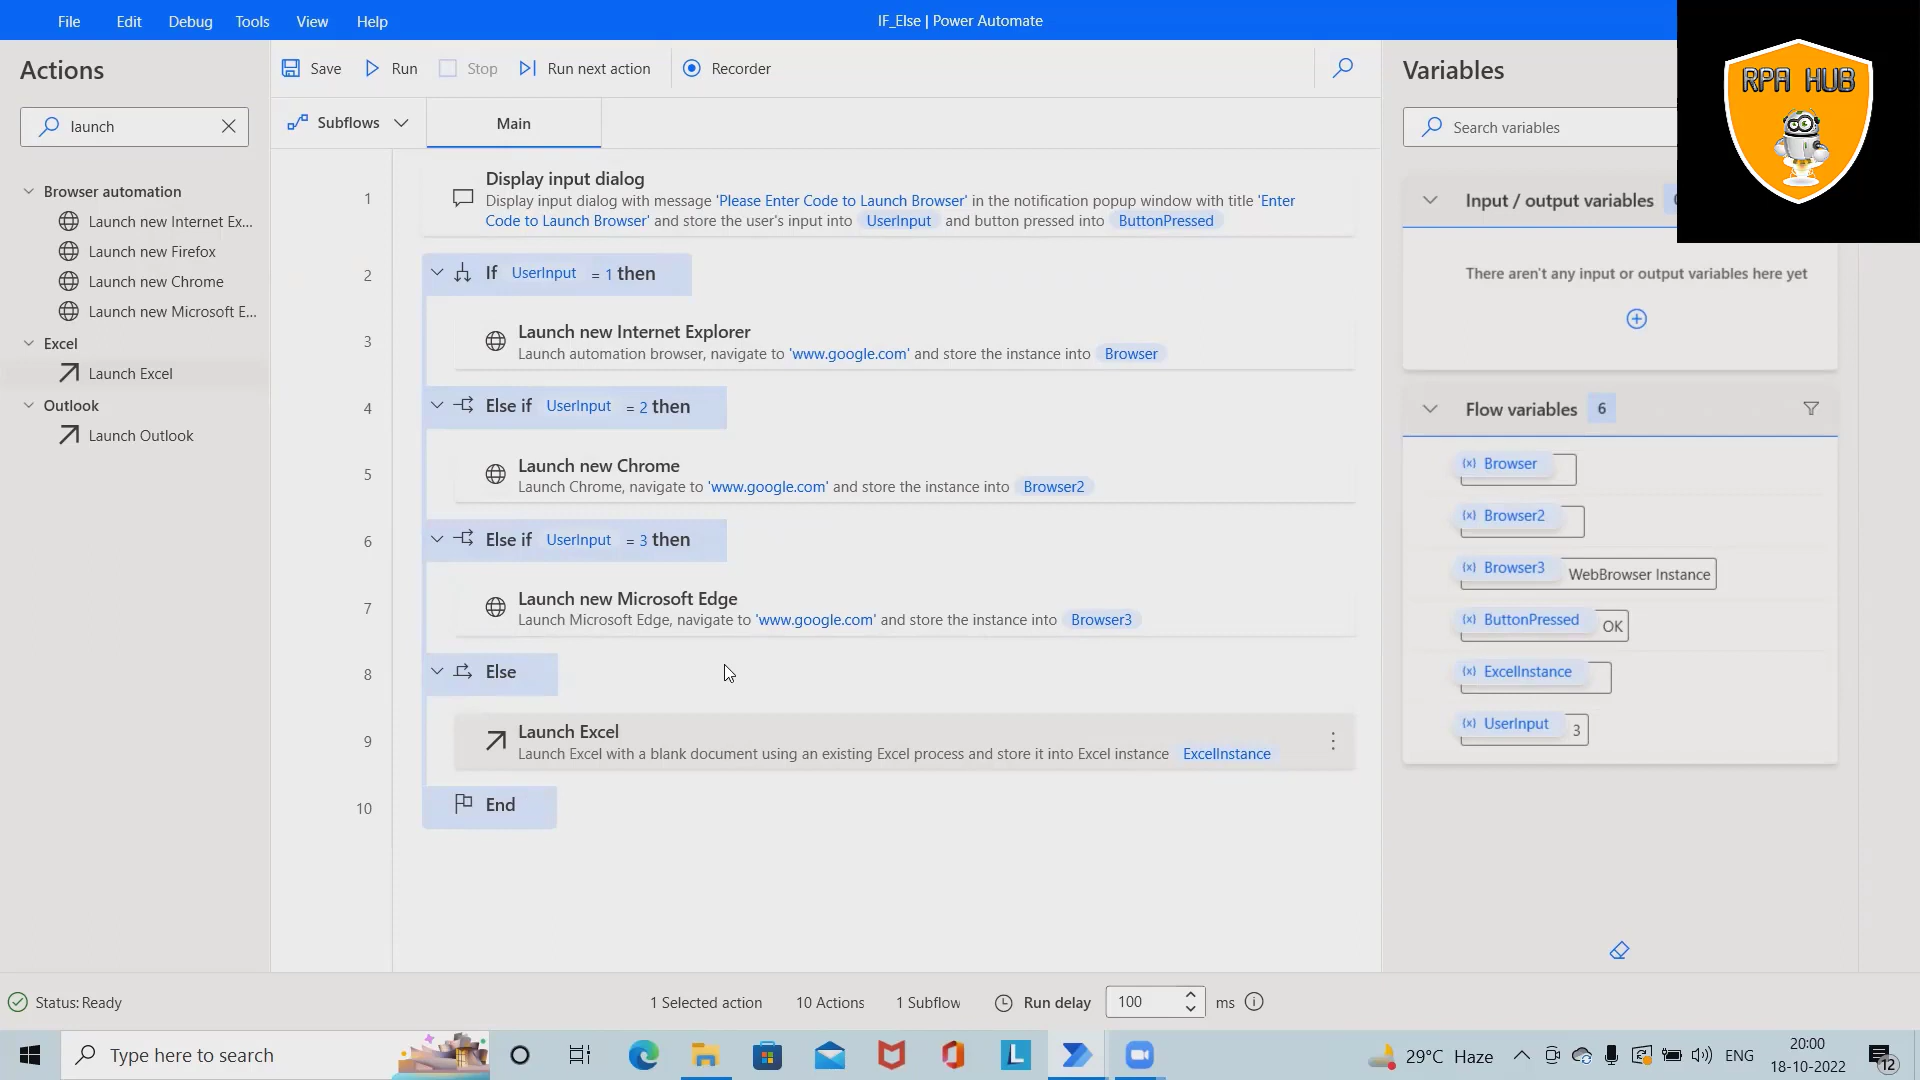 File Edit Debug Tools View Help
IF_Else | Power Automate
Actions
launch
Browser automation
Launch new Internet Ex...
Launch new Firefox
Launch new Chrome
Launch new Microsoft E...
Excel
Launch Excel
Outlook
Launch Outlook
Save Run Stop Run next action Recorder
Subflows Main
1 Display input dialog
Display input dialog with message 'Please Enter Code to Launch Browser' in the notification popup window with title 'Enter
Code to Launch Browser' and store the user's input into UserInput and button pressed into ButtonPressed
2 If UserInput = 1 then
3 Launch new Internet Explorer
Launch automation browser, navigate to 'www.google.com' and store the instance into Browser
4 Else if UserInput = 2 then
5 Launch new Chrome
Launch Chrome, navigate to 'www.google.com' and store the instance into Browser2
6 Else if UserInput = 3 then
7 Launch new Microsoft Edge
Launch Microsoft Edge, navigate to 'www.google.com' and store the instance into Browser3
8 Else
9 Launch Excel
Launch Excel with a blank document using an existing Excel process and store it into Excel instance ExcelInstance
10 End
Variables
Search variables
RPA HUB
Input / output variables
There aren't any input or output variables here yet
Flow variables 6
(x) Browser
(x) Browser2
(x) Browser3 WebBrowser Instance
(x) ButtonPressed OK
(x) ExcelInstance
(x) UserInput 3
Status: Ready 1 Selected action 10 Actions 1 Subflow Run delay 100 ms
Type here to search
29°C Haze ENG
20:00
18-10-2022
12